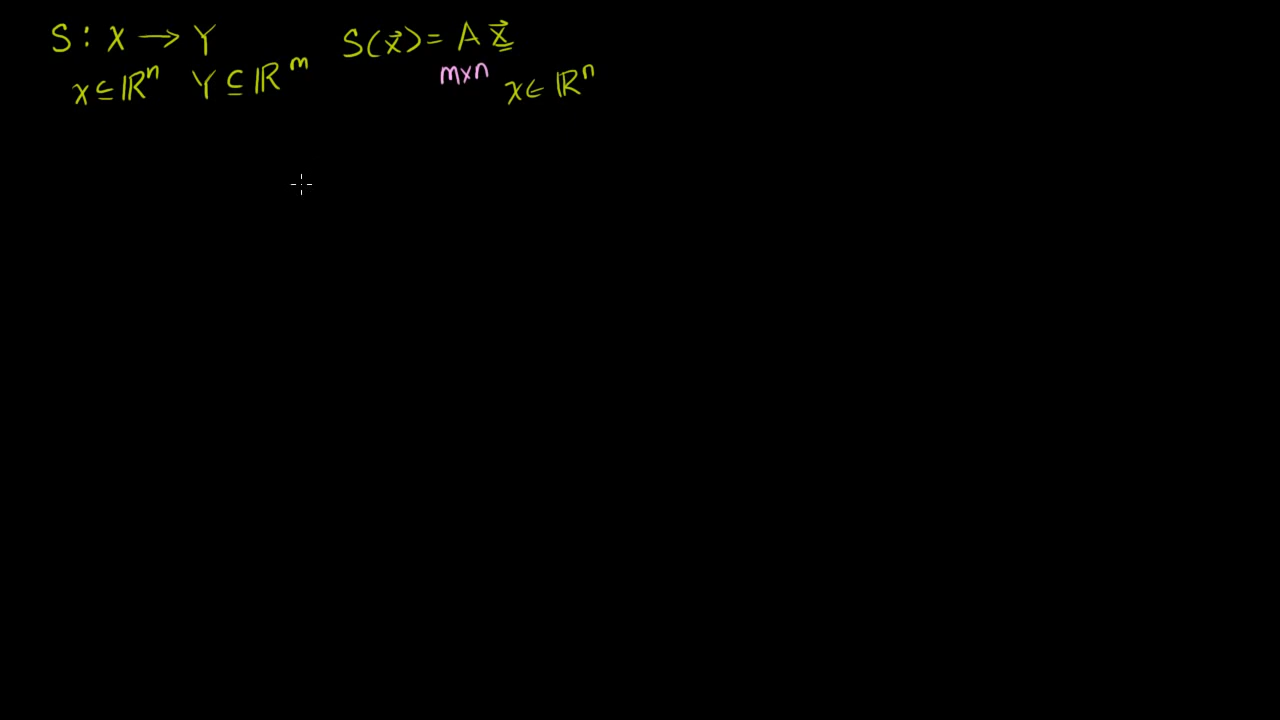 S : X → Y S(x⃗) = A x⃗
X ⊆ ℝⁿ Y ⊆ ℝᵐ m×n x ∈ ℝⁿ